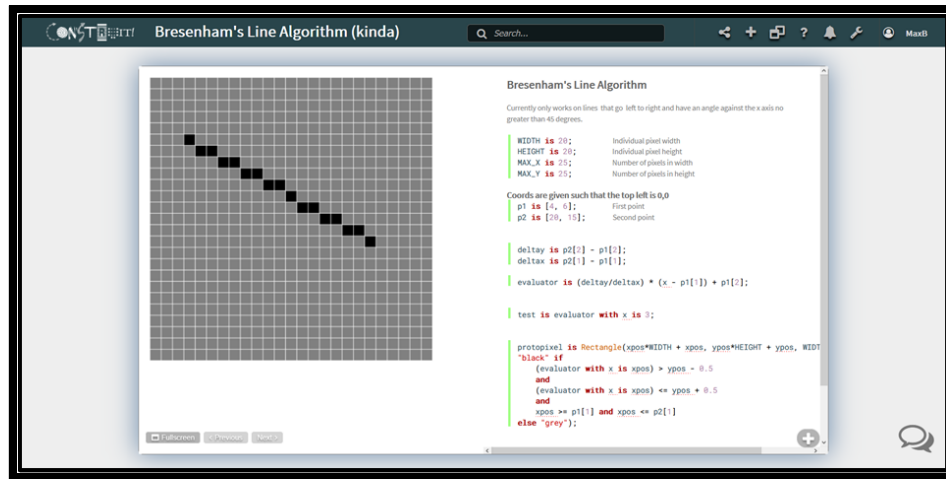 CONSTRUIT!
Bresenham's Line Algorithm (kinda)
Search...
?
MaxB
Bresenham's Line Algorithm
Currently only works on lines that go left to right and have an angle against the x axis no
greater than 45 degrees.
WIDTH is 20; Individual pixel width
HEIGHT is 20; Individual pixel height
MAX_X is 25; Number of pixels in width
MAX_Y is 25; Number of pixels in height
Coords are given such that the top left is 0,0
p1 is [4, 6]; First point
p2 is [20, 15]; Second point
deltay is p2[2] - p1[2];
deltax is p2[1] - p1[1];
evaluator is (deltay/deltax) * (x - p1[1]) + p1[2];
test is evaluator with x is 3;
protopixel is Rectangle(xpos*WIDTH + xpos, ypos*HEIGHT + ypos, WIDT
"black" if
(evaluator with x is xpos) > ypos - 0.5
and
(evaluator with x is xpos) <= ypos + 0.5
and
xpos >= p1[1] and xpos <= p2[1]
else "grey");
Fullscreen
< Previous
Next >